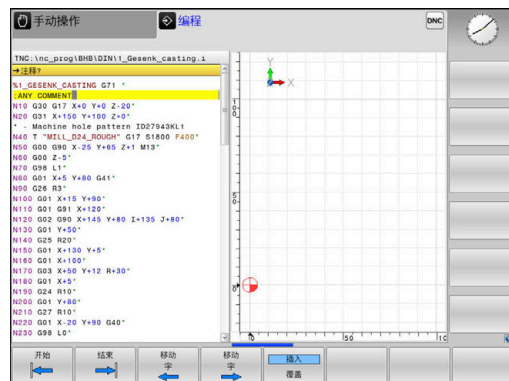 手动操作
编程
DNC
TNC:\nc_prog\BHB\DIN\1_Gesenk_casting.i
→注释?
%1_GESENK_CASTING G71 *
;ANY COMMENT
N10 G30 G17 X+0 Y+0 Z-20*
N20 G31 X+150 Y+100 Z+0*
* - Machine hole pattern ID27943KL1
N40 T "MILL_D24_ROUGH" G17 S1800 F400*
N50 G00 G90 X-25 Y+65 Z+1 M13*
N60 G00 Z-5*
N70 G98 L1*
N80 G01 X+5 Y+80 G41*
N90 G26 R3*
N100 G01 X+15 Y+90*
N110 G01 G91 X+120*
N120 G02 G90 X+145 Y+80 I+135 J+80*
N130 G01 Y+50*
N140 G25 R20*
N150 G01 X+130 Y+5*
N160 G01 X+100*
N170 G03 X+50 Y+12 R+30*
N180 G01 X+5*
N190 G24 R10*
N200 G01 Y+80*
N210 G27 R10*
N220 G01 X-20 Y+90 G40*
N230 G98 L0*
Y
X
100
50
0
0
50
10
开始
结束
移动
字
移动
字
插入
覆盖